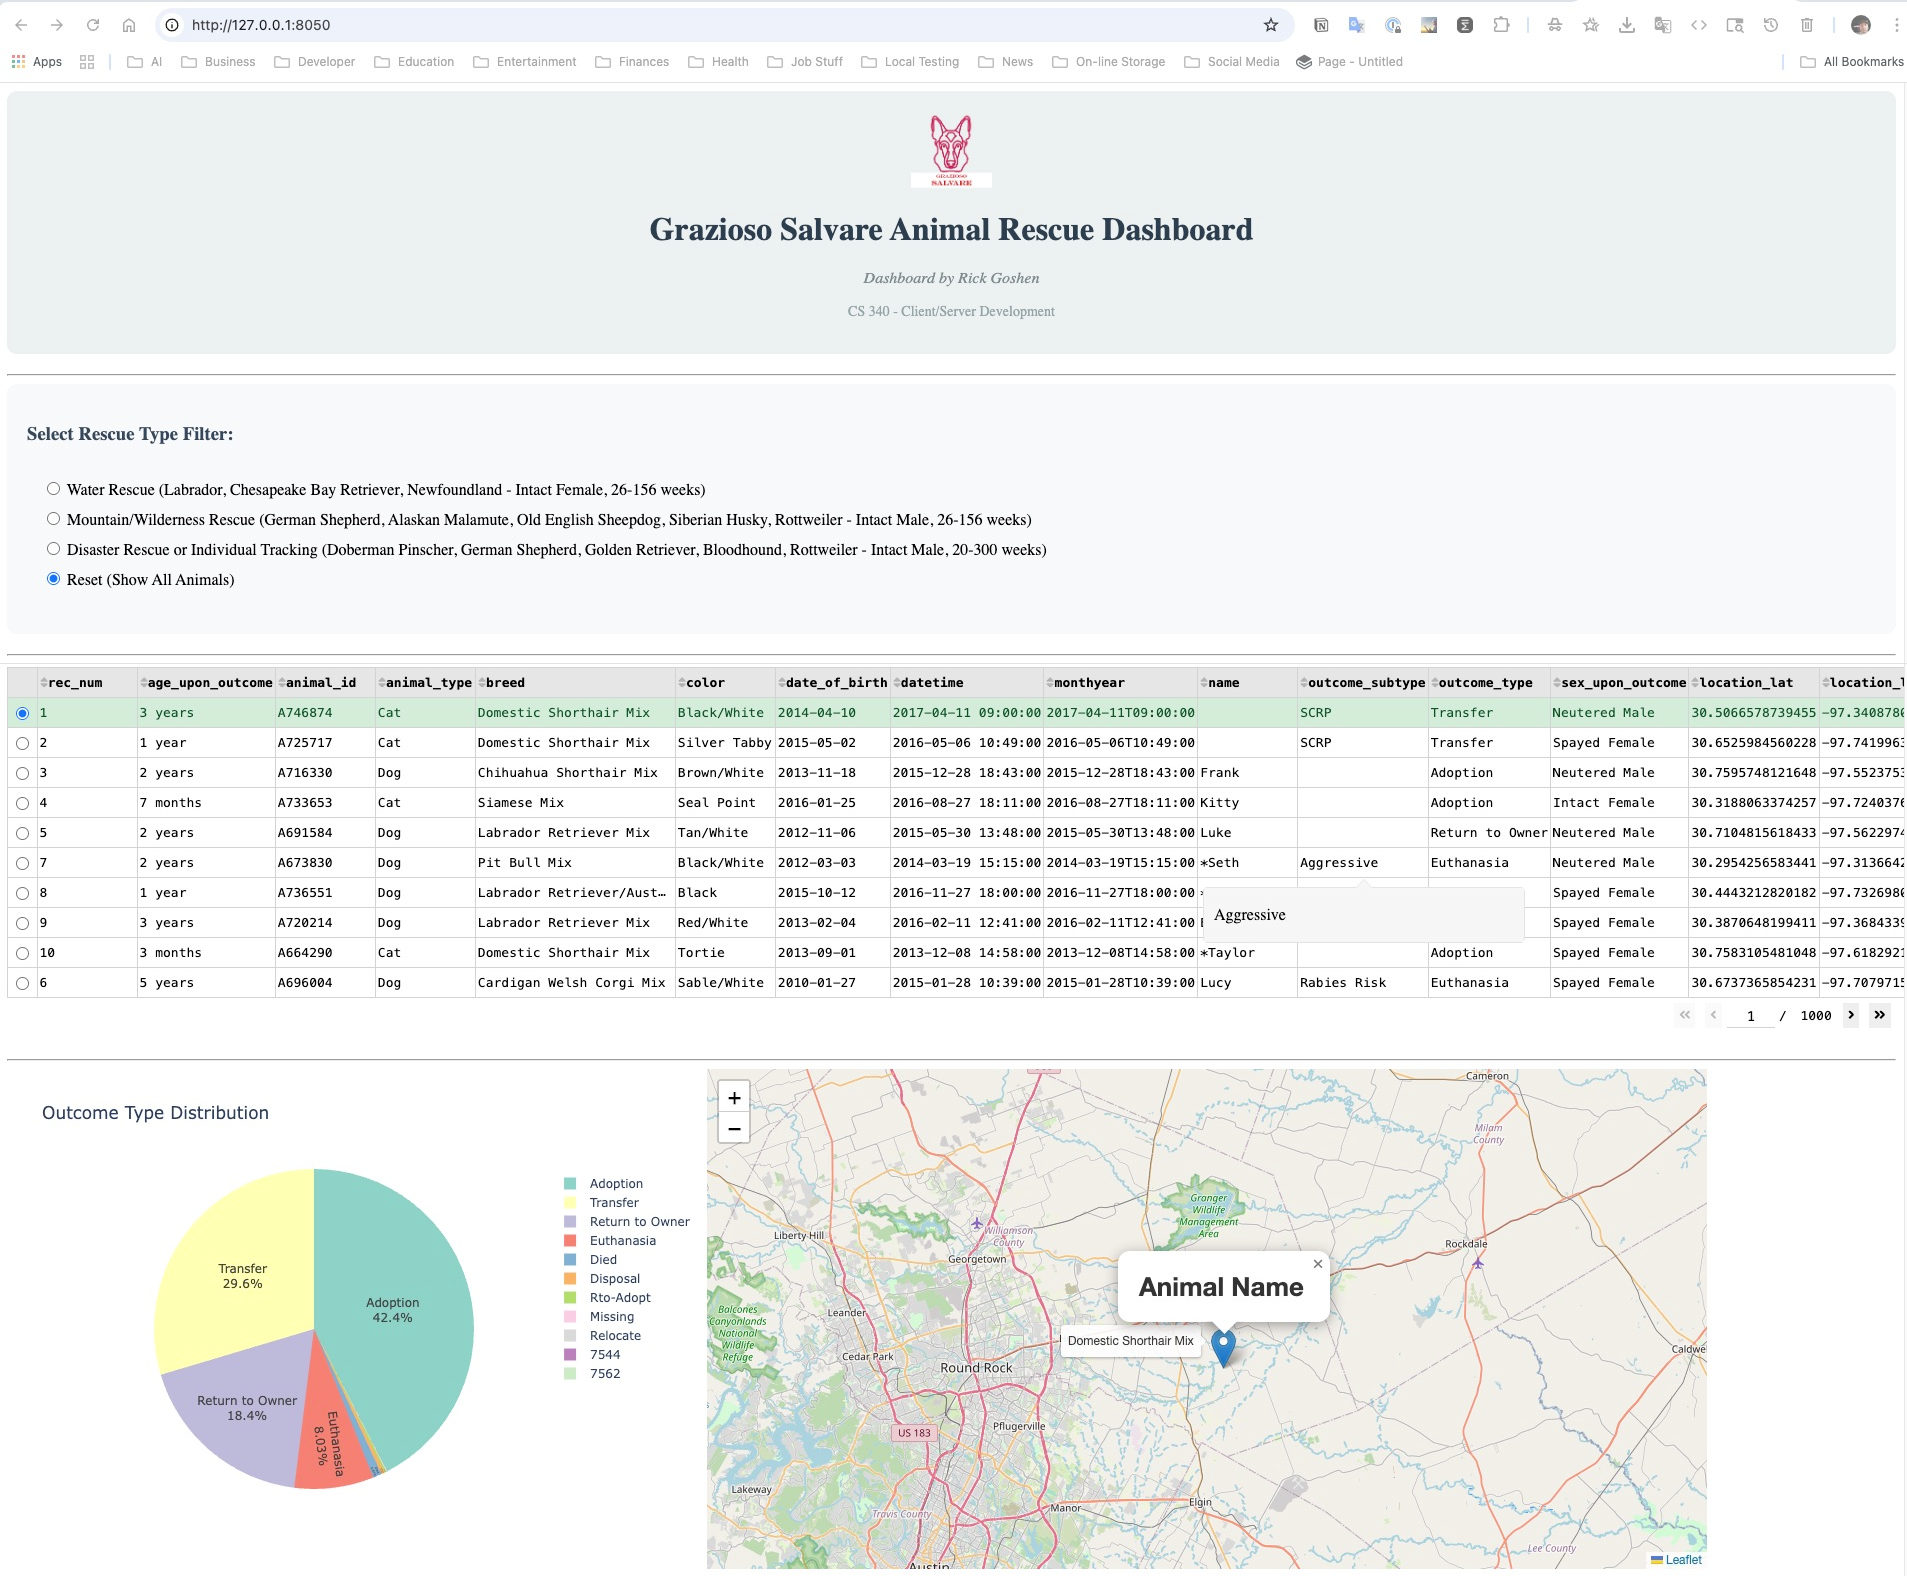 http://127.0.0.1:8050
Apps AI Business Developer Education Entertainment Finances Health Job Stuff Local Testing News On-line Storage Social Media Page - Untitled All Bookmarks
GRAZIOSO
SALVARE
Grazioso Salvare Animal Rescue Dashboard
Dashboard by Rick Goshen
CS 340 - Client/Server Development
Select Rescue Type Filter:
Water Rescue (Labrador, Chesapeake Bay Retriever, Newfoundland - Intact Female, 26-156 weeks)
Mountain/Wilderness Rescue (German Shepherd, Alaskan Malamute, Old English Sheepdog, Siberian Husky, Rottweiler - Intact Male, 26-156 weeks)
Disaster Rescue or Individual Tracking (Doberman Pinscher, German Shepherd, Golden Retriever, Bloodhound, Rottweiler - Intact Male, 20-300 weeks)
Reset (Show All Animals)
rec_num age_upon_outcome animal_id animal_type breed color date_of_birth datetime monthyear name outcome_subtype outcome_type sex_upon_outcome location_lat location_l
1 3 years A746874 Cat Domestic Shorthair Mix Black/White 2014-04-10 2017-04-11 09:00:00 2017-04-11T09:00:00 SCRP Transfer Neutered Male 30.5066578739455 -97.3408780
2 1 year A725717 Cat Domestic Shorthair Mix Silver Tabby 2015-05-02 2016-05-06 10:49:00 2016-05-06T10:49:00 SCRP Transfer Spayed Female 30.6525984560228 -97.7419963
3 2 years A716330 Dog Chihuahua Shorthair Mix Brown/White 2013-11-18 2015-12-28 18:43:00 2015-12-28T18:43:00 Frank Adoption Neutered Male 30.7595748121648 -97.5523753
4 7 months A733653 Cat Siamese Mix Seal Point 2016-01-25 2016-08-27 18:11:00 2016-08-27T18:11:00 Kitty Adoption Intact Female 30.3188063374257 -97.7240376
5 2 years A691584 Dog Labrador Retriever Mix Tan/White 2012-11-06 2015-05-30 13:48:00 2015-05-30T13:48:00 Luke Return to Owner Neutered Male 30.7104815618433 -97.5622974
7 2 years A673830 Dog Pit Bull Mix Black/White 2012-03-03 2014-03-19 15:15:00 2014-03-19T15:15:00 *Seth Aggressive Euthanasia Neutered Male 30.2954256583441 -97.3136642
8 1 year A736551 Dog Labrador Retriever/Aust… Black 2015-10-12 2016-11-27 18:00:00 2016-11-27T18:00:00 Spayed Female 30.4443212820182 -97.7326980
Aggressive
9 3 years A720214 Dog Labrador Retriever Mix Red/White 2013-02-04 2016-02-11 12:41:00 2016-02-11T12:41:00 Spayed Female 30.3870648199411 -97.3684339
10 3 months A664290 Cat Domestic Shorthair Mix Tortie 2013-09-01 2013-12-08 14:58:00 2013-12-08T14:58:00 *Taylor Adoption Spayed Female 30.7583105481048 -97.6182921
6 5 years A696004 Dog Cardigan Welsh Corgi Mix Sable/White 2010-01-27 2015-01-28 10:39:00 2015-01-28T10:39:00 Lucy Rabies Risk Euthanasia Spayed Female 30.6737365854231 -97.7079715
1 / 1000
Outcome Type Distribution
Transfer
29.6%
Adoption
42.4%
Return to Owner
18.4%
Euthanasia
8.03%
Adoption
Transfer
Return to Owner
Euthanasia
Died
Disposal
Rto-Adopt
Missing
Relocate
7544
7562
+
−
Cameron
Milam
County
Granger
Wildlife
Management
Area
Liberty Hill
Williamson
County
Georgetown
Rockdale
Animal Name
×
Balcones
Canyonlands
National
Wildlife
Refuge
Leander
Domestic Shorthair Mix
Cedar Park
Round Rock
Caldwe
Pflugerville
US 183
Lakeway
Travis County
Manor
Elgin
Lee County
Austin
Leaflet